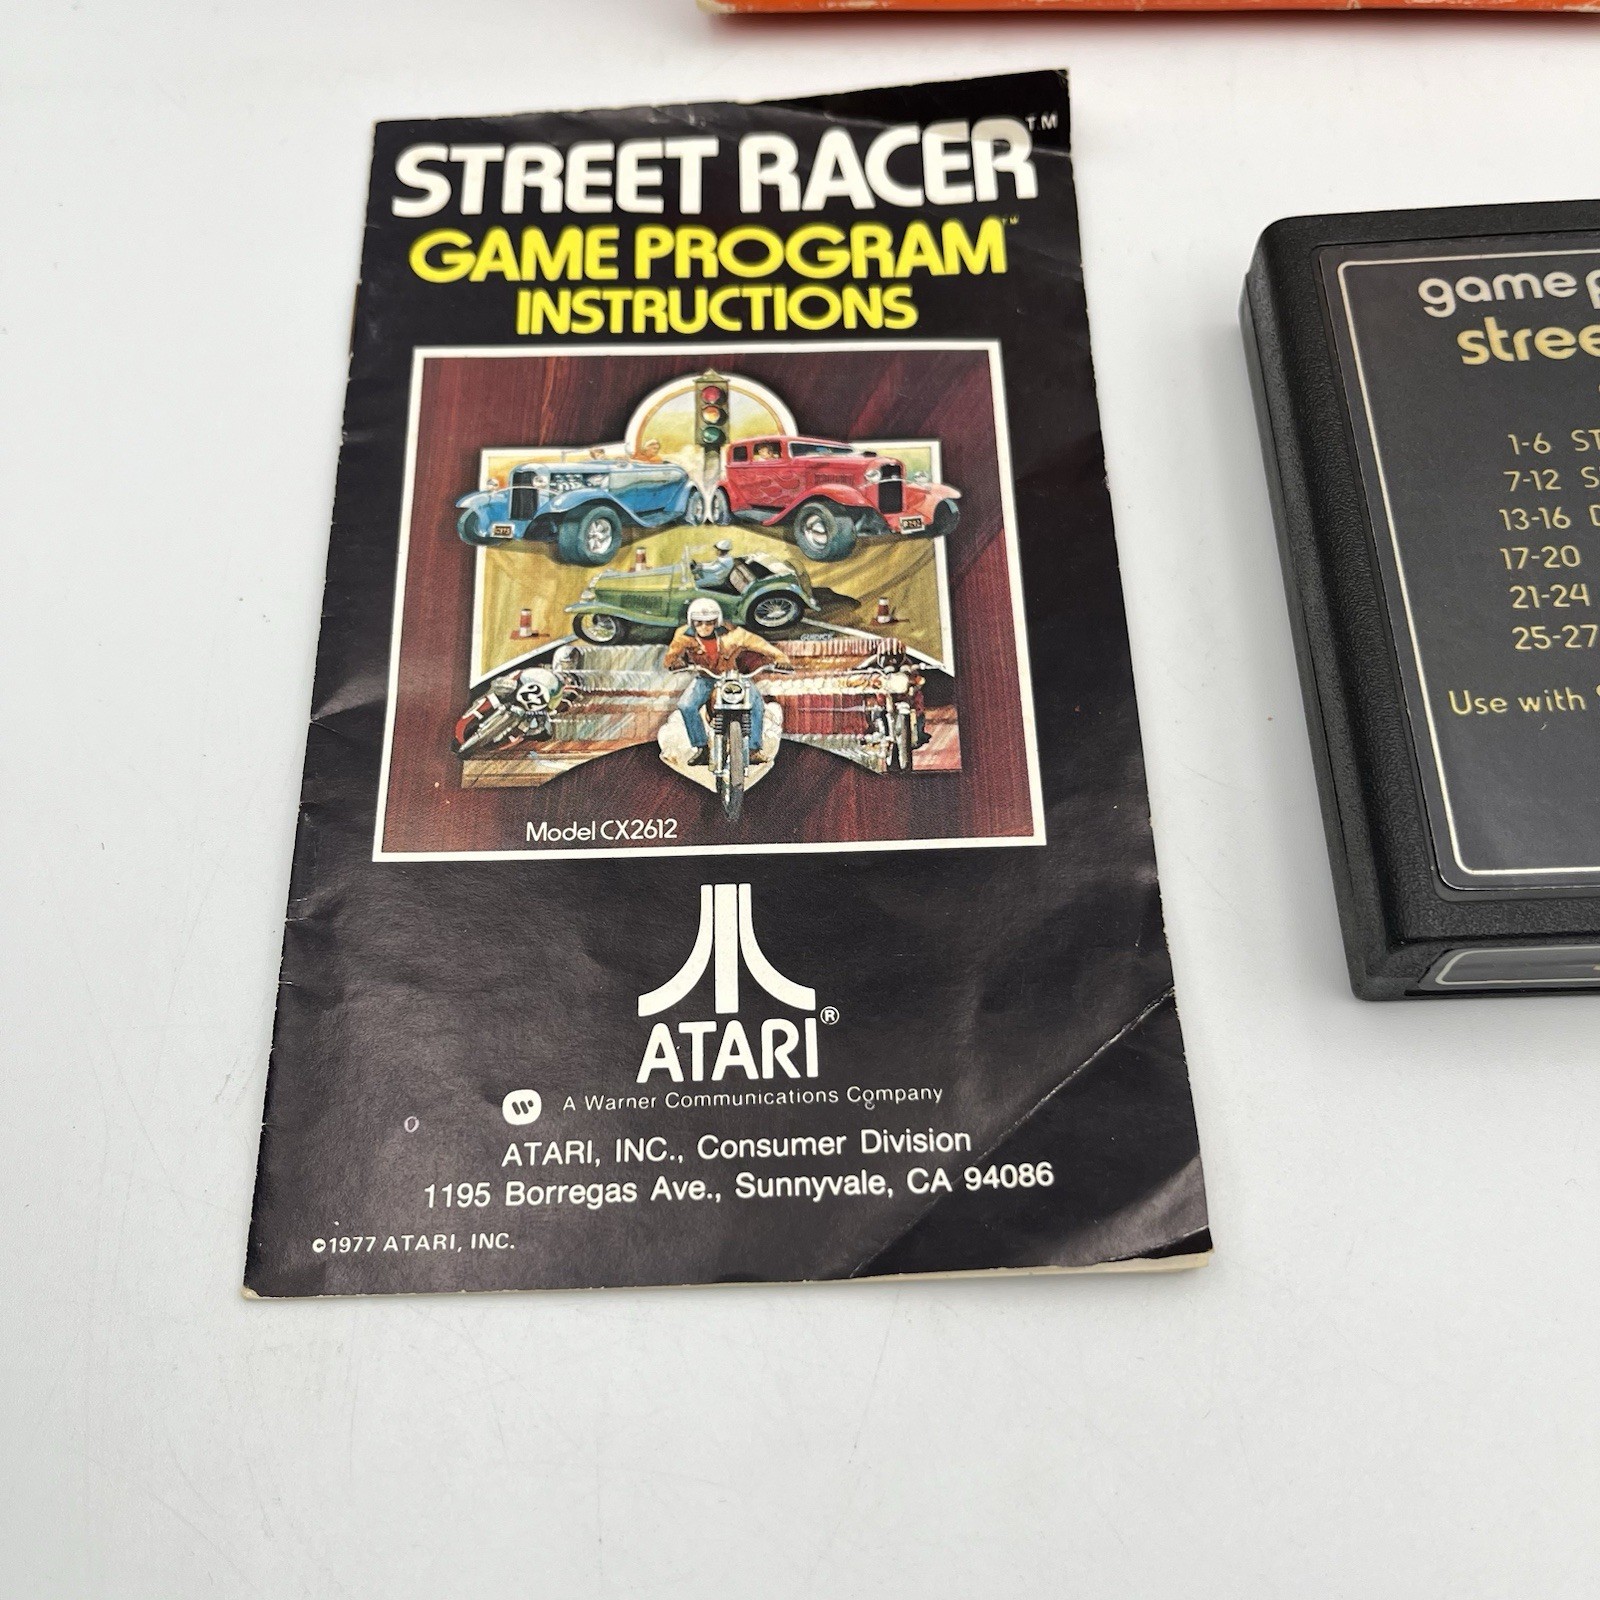 STREET RACER™
GAME PROGRAM™
INSTRUCTIONS
Model CX2612
ATARI®
A Warner Communications Company
ATARI, INC., Consumer Division
1195 Borregas Ave., Sunnyvale, CA 94086
©1977 ATARI, INC.
game
stree
1-6 ST
7-12 S
13-16 D
17-20
21-24
25-27
Use with